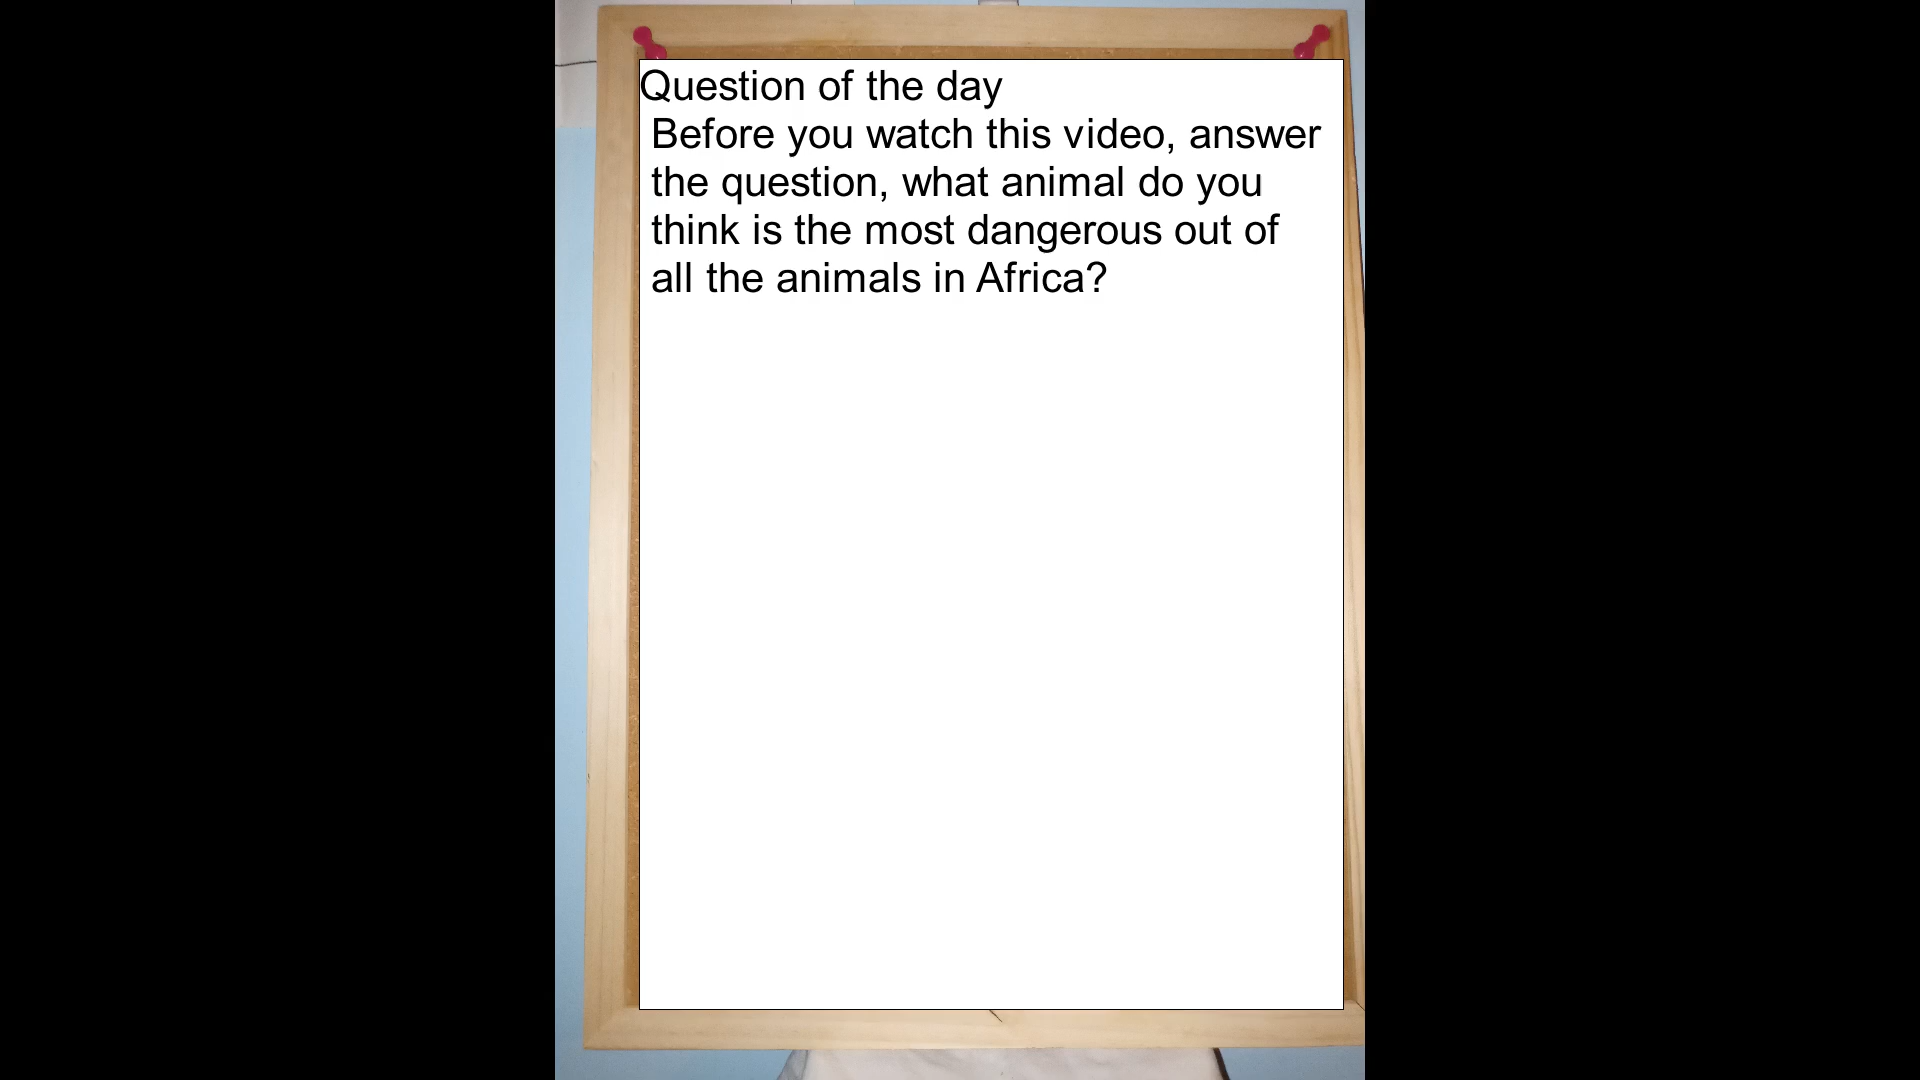 Question of the day
Before you watch this video, answer
the question, what animal do you
think is the most dangerous out of
all the animals in Africa?